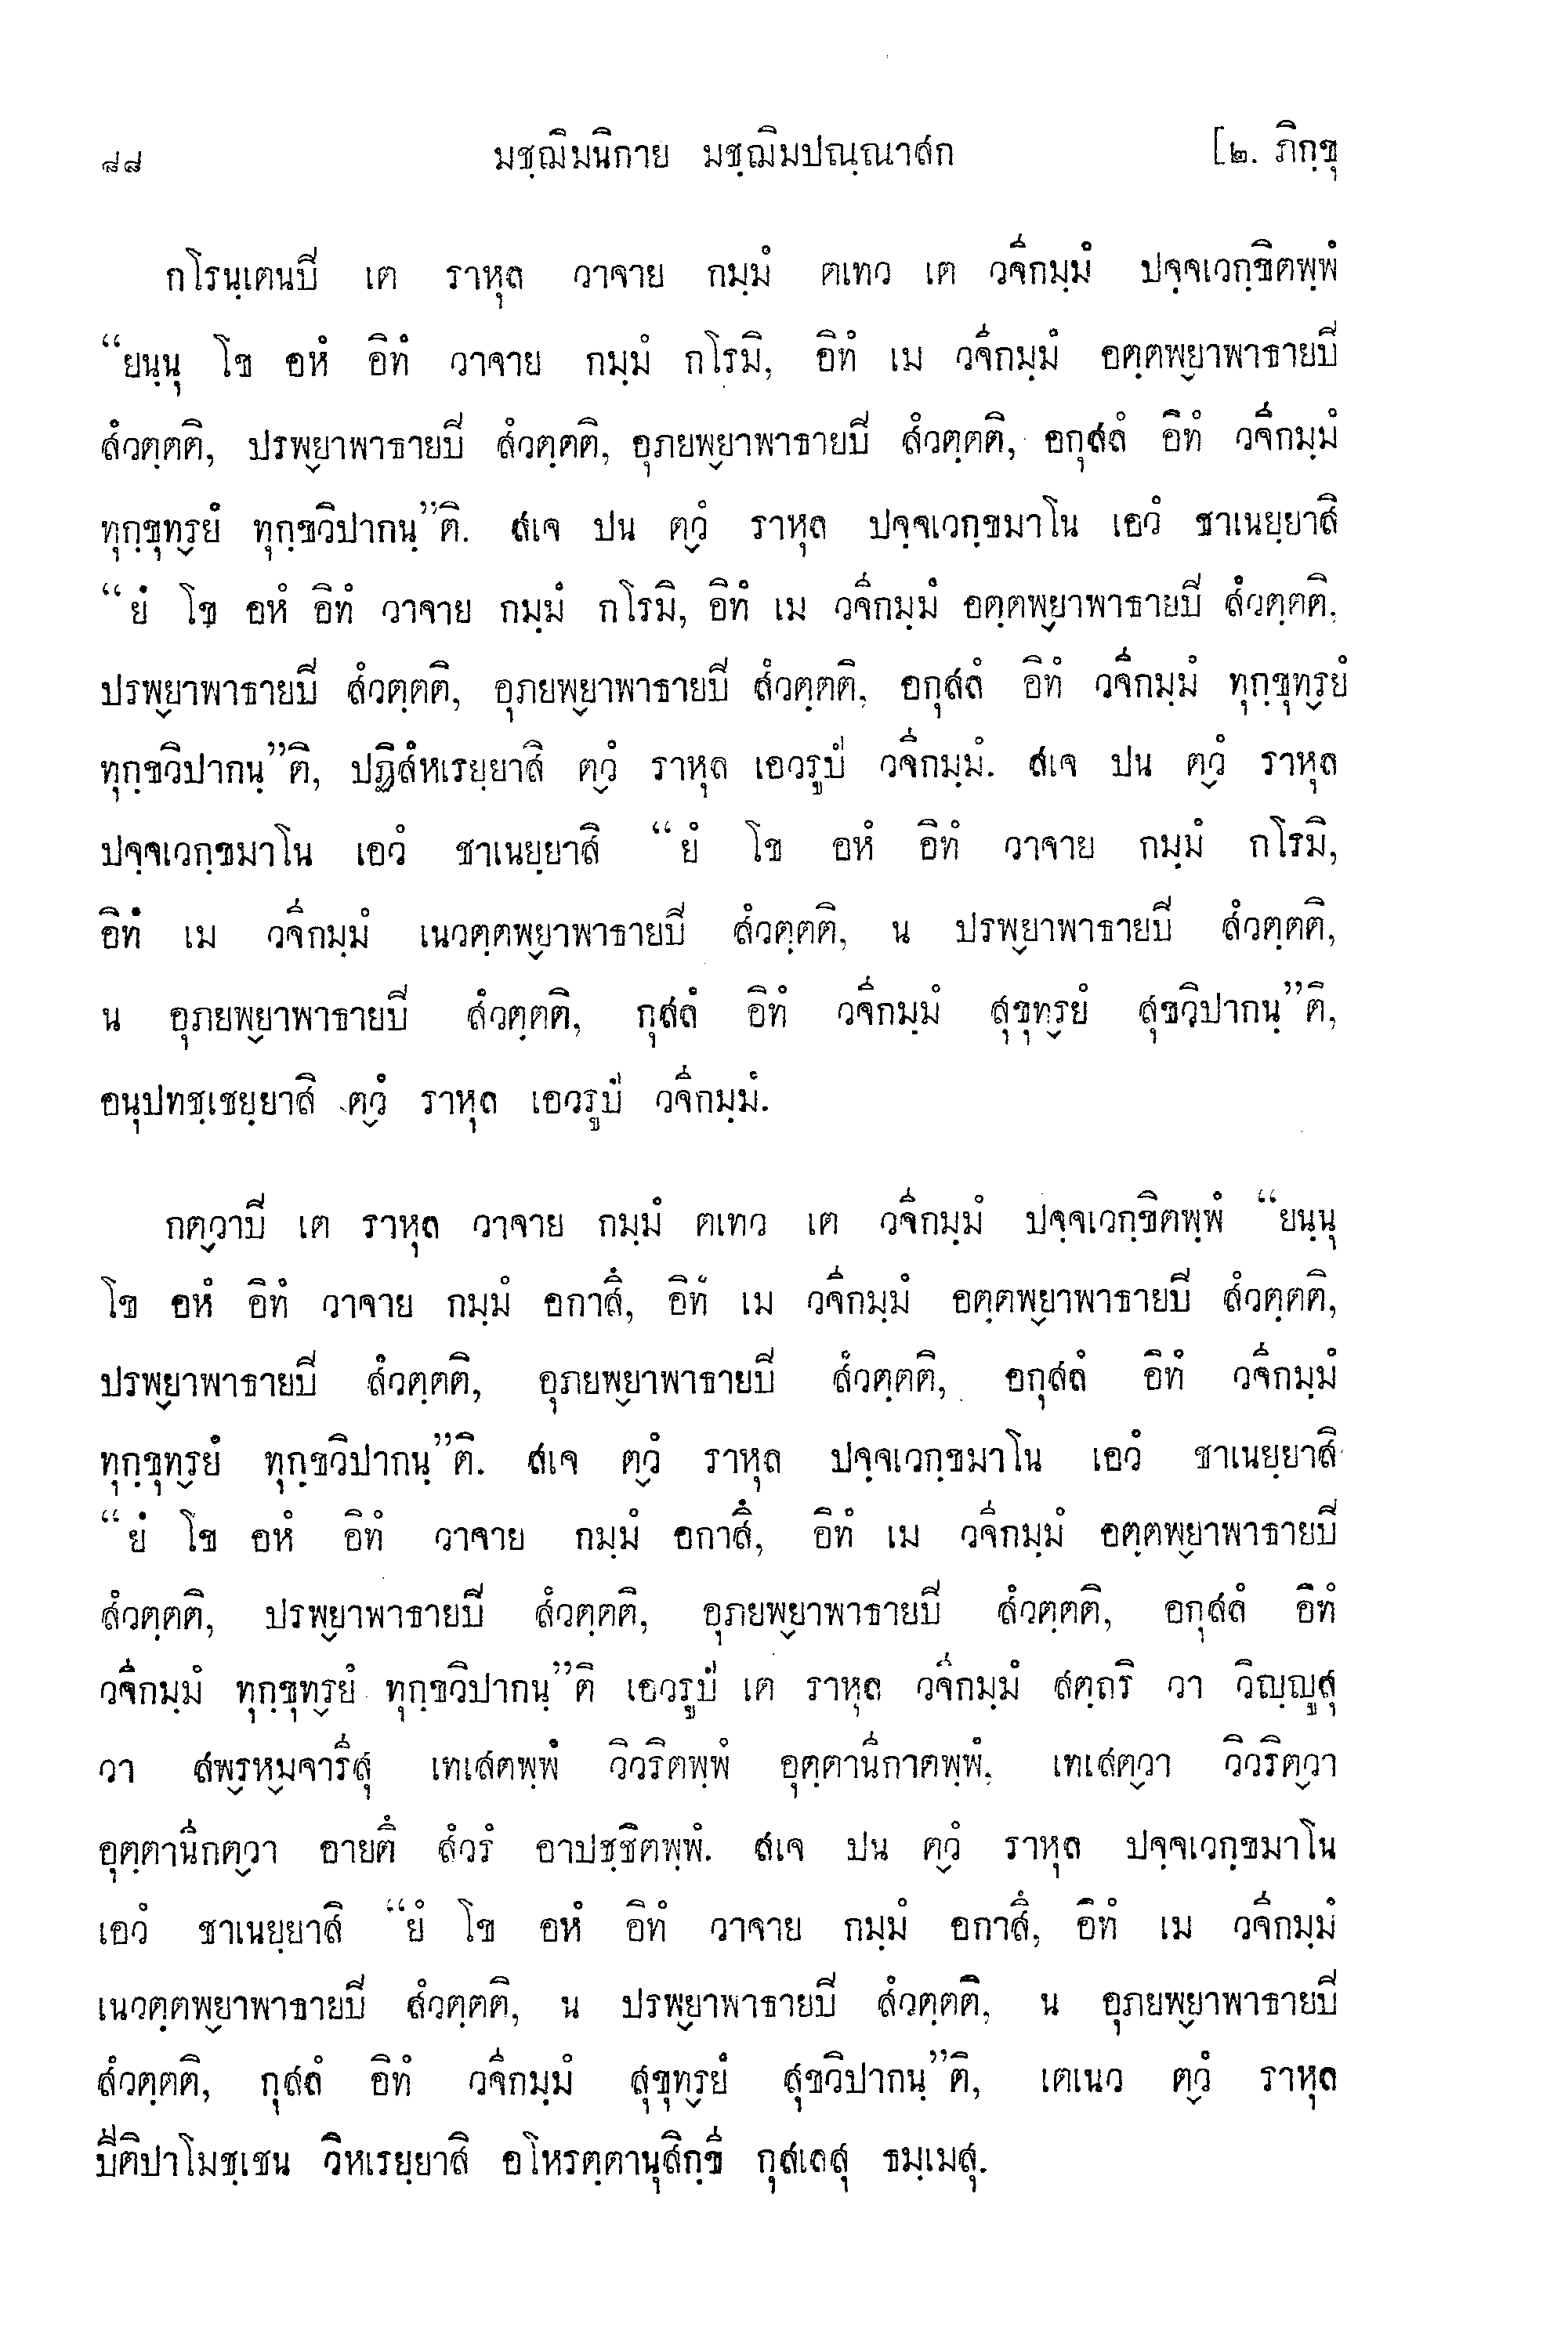 ๘๘ มชฺฌิมนิกาย มชฺฌิมปณฺณาสก [๒. ภิกฺขุ
กโรนฺเตนปิ เต ราหุล วาจาย กมฺมํ ตเทว เต วจีกมฺมํ ปจฺจเวกฺขิตพฺพํ
“ยนฺนุ โข อหํ อิทํ วาจาย กมฺมํ กโรมิ, อิทํ เม วจีกมฺมํ อตฺตพ๎ยาพาธายปิ
สํวตฺตติ, ปรพ๎ยาพาธายปิ สํวตฺตติ, อุภยพ๎ยาพาธายปิ สํวตฺตติ, อกุสลํ อิทํ วจีกมฺมํ
ทุกฺขุท๎รยํ ทุกฺขวิปากนฺ”ติ. สเจ ปน ต๎วํ ราหุล ปจฺจเวกฺขมาโน เอวํ ชาเนยฺยาสิ
“ยํ โข อหํ อิทํ วาจาย กมฺมํ กโรมิ, อิทํ เม วจีกมฺมํ อตฺตพ๎ยาพาธายปิ สํวตฺตติ,
ปรพ๎ยาพาธายปิ สํวตฺตติ, อุภยพ๎ยาพาธายปิ สํวตฺตติ, อกุสลํ อิทํ วจีกมฺมํ ทุกฺขุท๎รยํ
ทุกฺขวิปากนฺ”ติ, ปฏิสํหเรยฺยาสิ ต๎วํ ราหุล เอวรูปํ วจีกมฺมํ. สเจ ปน ต๎วํ ราหุล
ปจฺจเวกฺขมาโน เอวํ ชาเนยฺยาสิ “ยํ โข อหํ อิทํ วาจาย กมฺมํ กโรมิ,
อิทํ เม วจีกมฺมํ เนวตฺตพ๎ยาพาธายปิ สํวตฺตติ, น ปรพ๎ยาพาธายปิ สํวตฺตติ,
น อุภยพ๎ยาพาธายปิ สํวตฺตติ, กุสลํ อิทํ วจีกมฺมํ สุขุท๎รยํ สุขวิปากนฺ”ติ,
อนุปทชฺเชยฺยาสิ ต๎วํ ราหุล เอวรูปํ วจีกมฺมํ.
กต๎วาปิ เต ราหุล วาจาย กมฺมํ ตเทว เต วจีกมฺมํ ปจฺจเวกฺขิตพฺพํ “ยนฺนุ
โข อหํ อิทํ วาจาย กมฺมํ อกาสึ, อิทํ เม วจีกมฺมํ อตฺตพ๎ยาพาธายปิ สํวตฺตติ,
ปรพ๎ยาพาธายปิ สํวตฺตติ, อุภยพ๎ยาพาธายปิ สํวตฺตติ, อกุสลํ อิทํ วจีกมฺมํ
ทุกฺขุท๎รยํ ทุกฺขวิปากนฺ”ติ. สเจ ต๎วํ ราหุล ปจฺจเวกฺขมาโน เอวํ ชาเนยฺยาสิ
“ยํ โข อหํ อิทํ วาจาย กมฺมํ อกาสึ, อิทํ เม วจีกมฺมํ อตฺตพ๎ยาพาธายปิ
สํวตฺตติ, ปรพ๎ยาพาธายปิ สํวตฺตติ, อุภยพ๎ยาพาธายปิ สํวตฺตติ, อกุสลํ อิทํ
วจีกมฺมํ ทุกฺขุท๎รยํ ทุกฺขวิปากนฺ”ติ เอวรูปํ เต ราหุล วจีกมฺมํ สตฺถริ วา วิญฺญูสุ
วา สพ๎รห๎มจารีสุ เทเสตพฺพํ วิวริตพฺพํ อุตฺตานีกาตพฺพํ, เทเสต๎วา วิวริต๎วา
อุตฺตานีกต๎วา อายตึ สํวรํ อาปชฺชิตพฺพํ. สเจ ปน ต๎วํ ราหุล ปจฺจเวกฺขมาโน
เอวํ ชาเนยฺยาสิ “ยํ โข อหํ อิทํ วาจาย กมฺมํ อกาสึ, อิทํ เม วจีกมฺมํ
เนวตฺตพ๎ยาพาธายปิ สํวตฺตติ, น ปรพ๎ยาพาธายปิ สํวตฺตติ, น อุภยพ๎ยาพาธายปิ
สํวตฺตติ, กุสลํ อิทํ วจีกมฺมํ สุขุท๎รยํ สุขวิปากนฺ”ติ, เตเนว ต๎วํ ราหุล
ปีติปาโมชฺเชน วิหเรยฺยาสิ อโหรตฺตานุสิกฺขี กุสเลสุ ธมฺเมสุ.